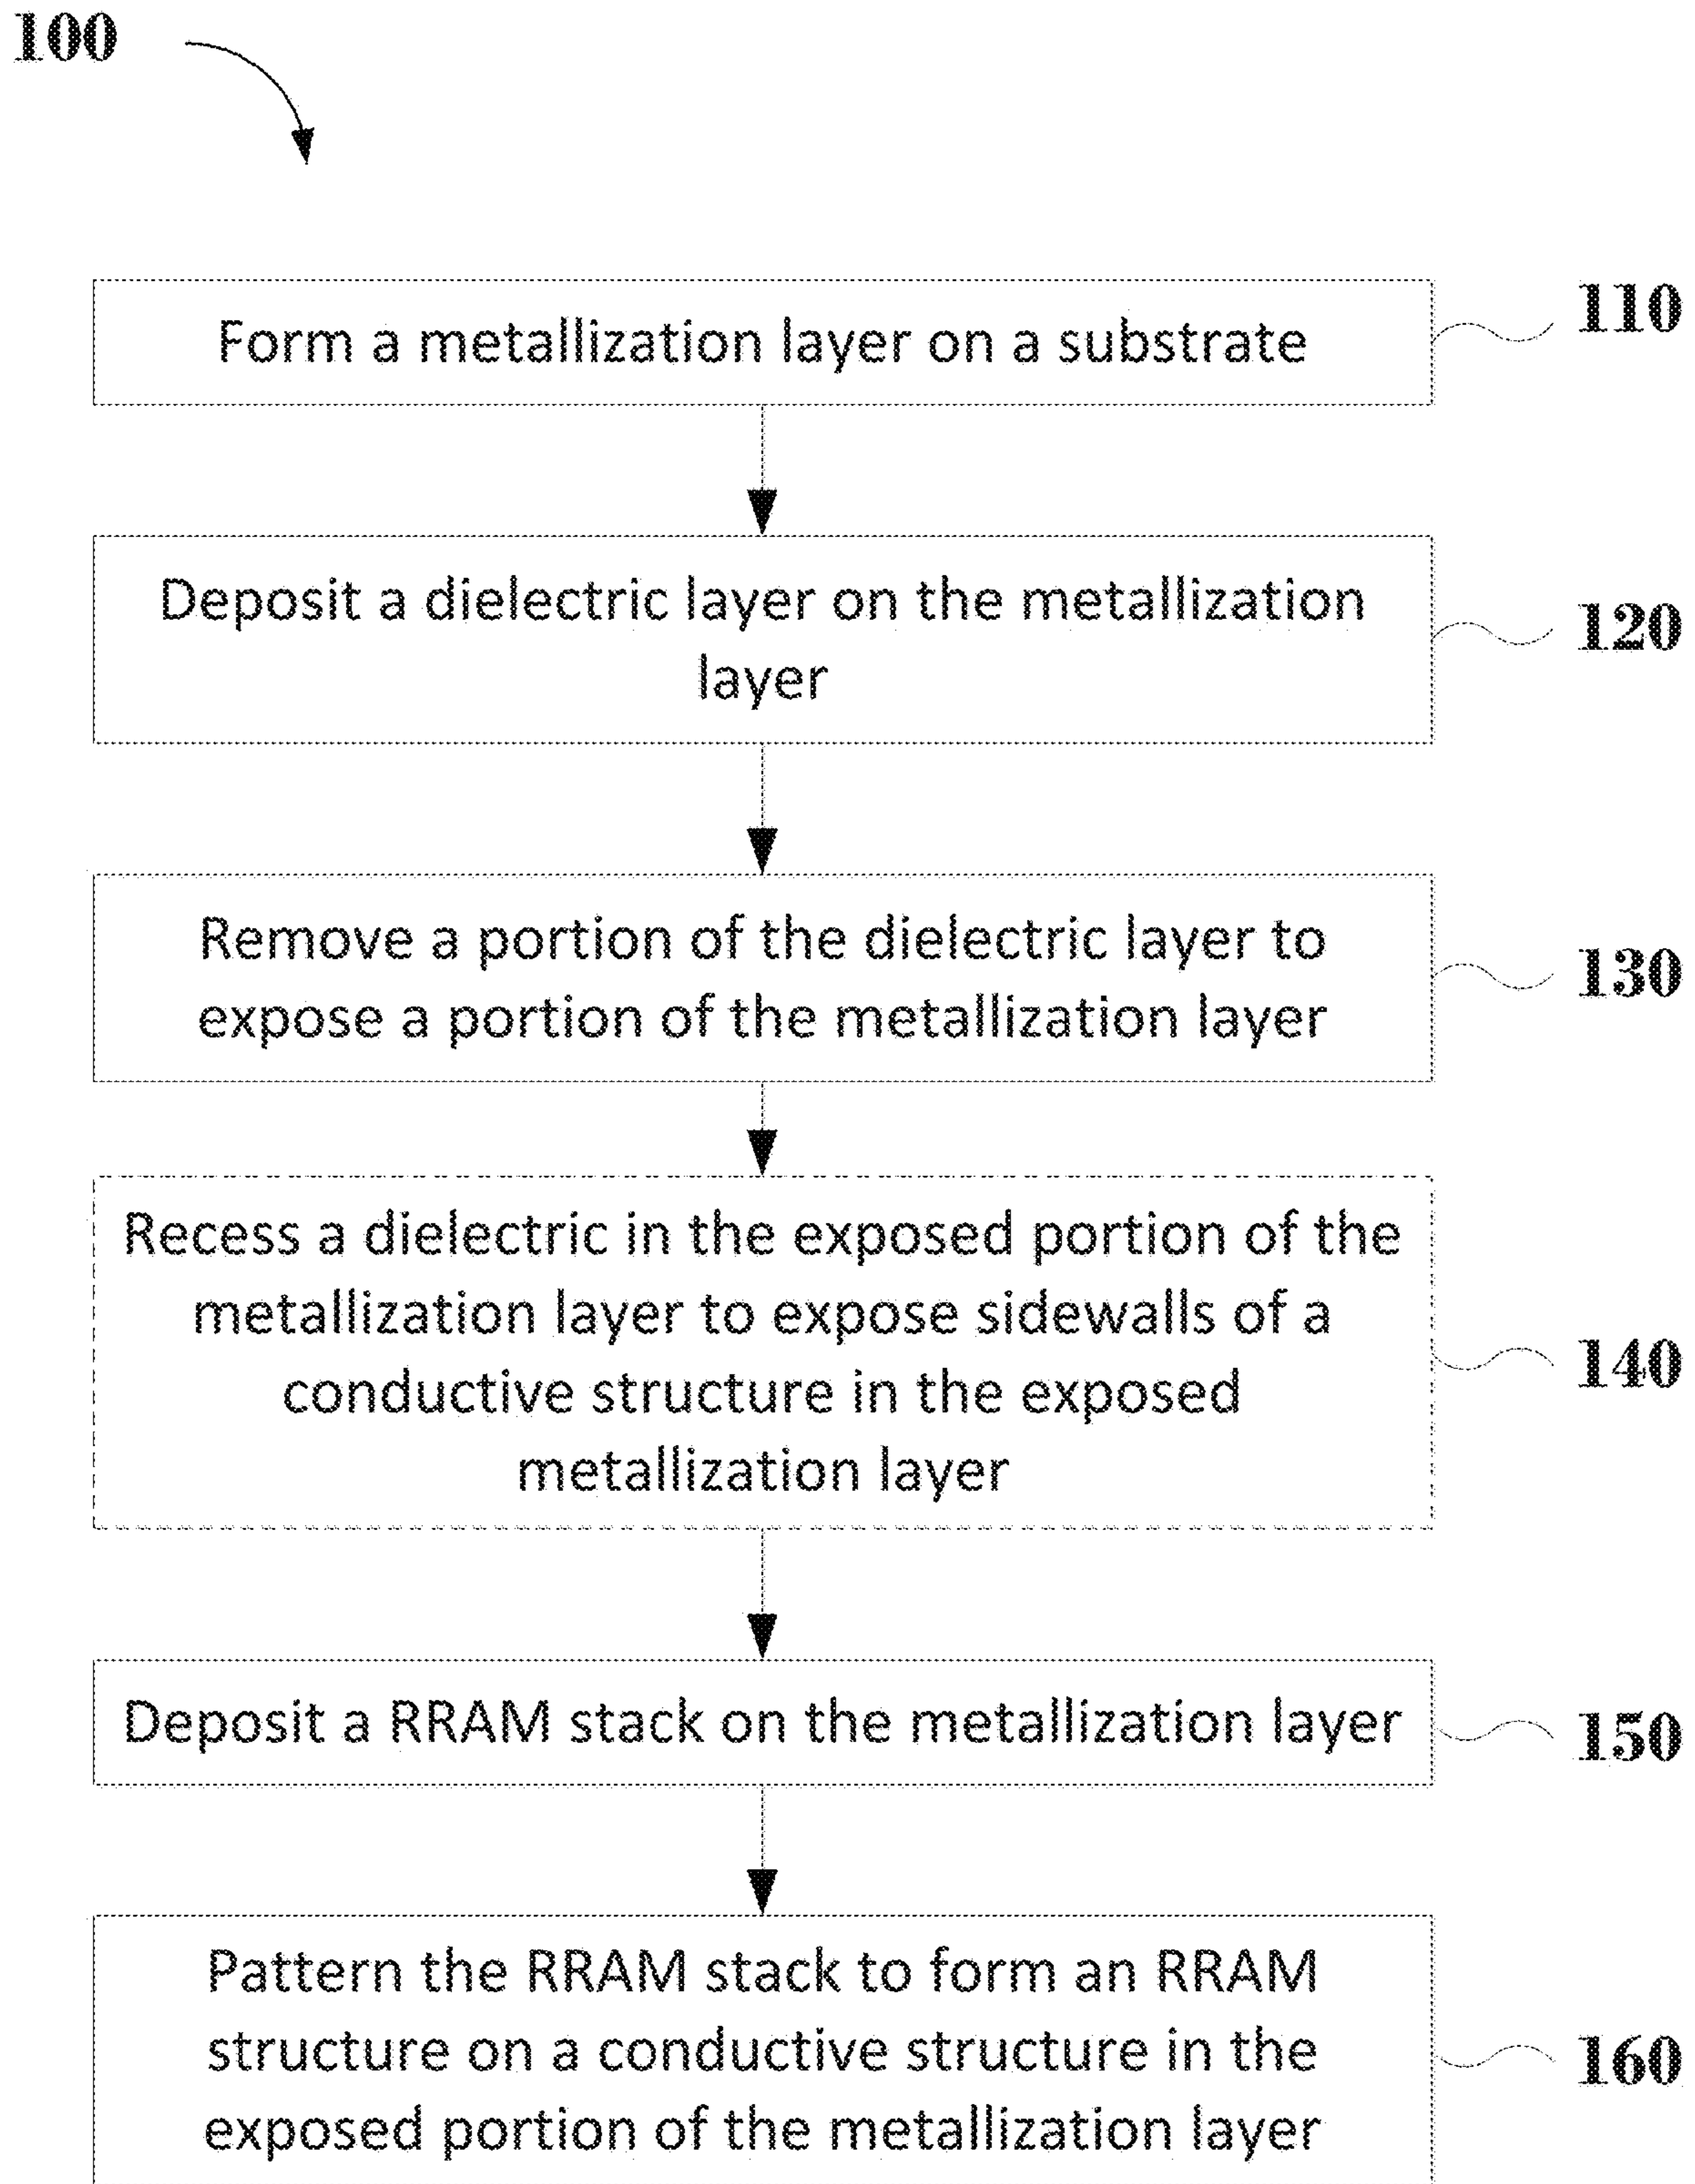 100
Form a metallization layer on a substrate
110
Deposit a dielectric layer on the metallization
layer
120
Remove a portion of the dielectric layer to
expose a portion of the metallization layer
130
Recess a dielectric in the exposed portion of the
metallization layer to expose sidewalls of a
conductive structure in the exposed
metallization layer
140
Deposit a RRAM stack on the metallization layer
150
Pattern the RRAM stack to form an RRAM
structure on a conductive structure in the
exposed portion of the metallization layer
160